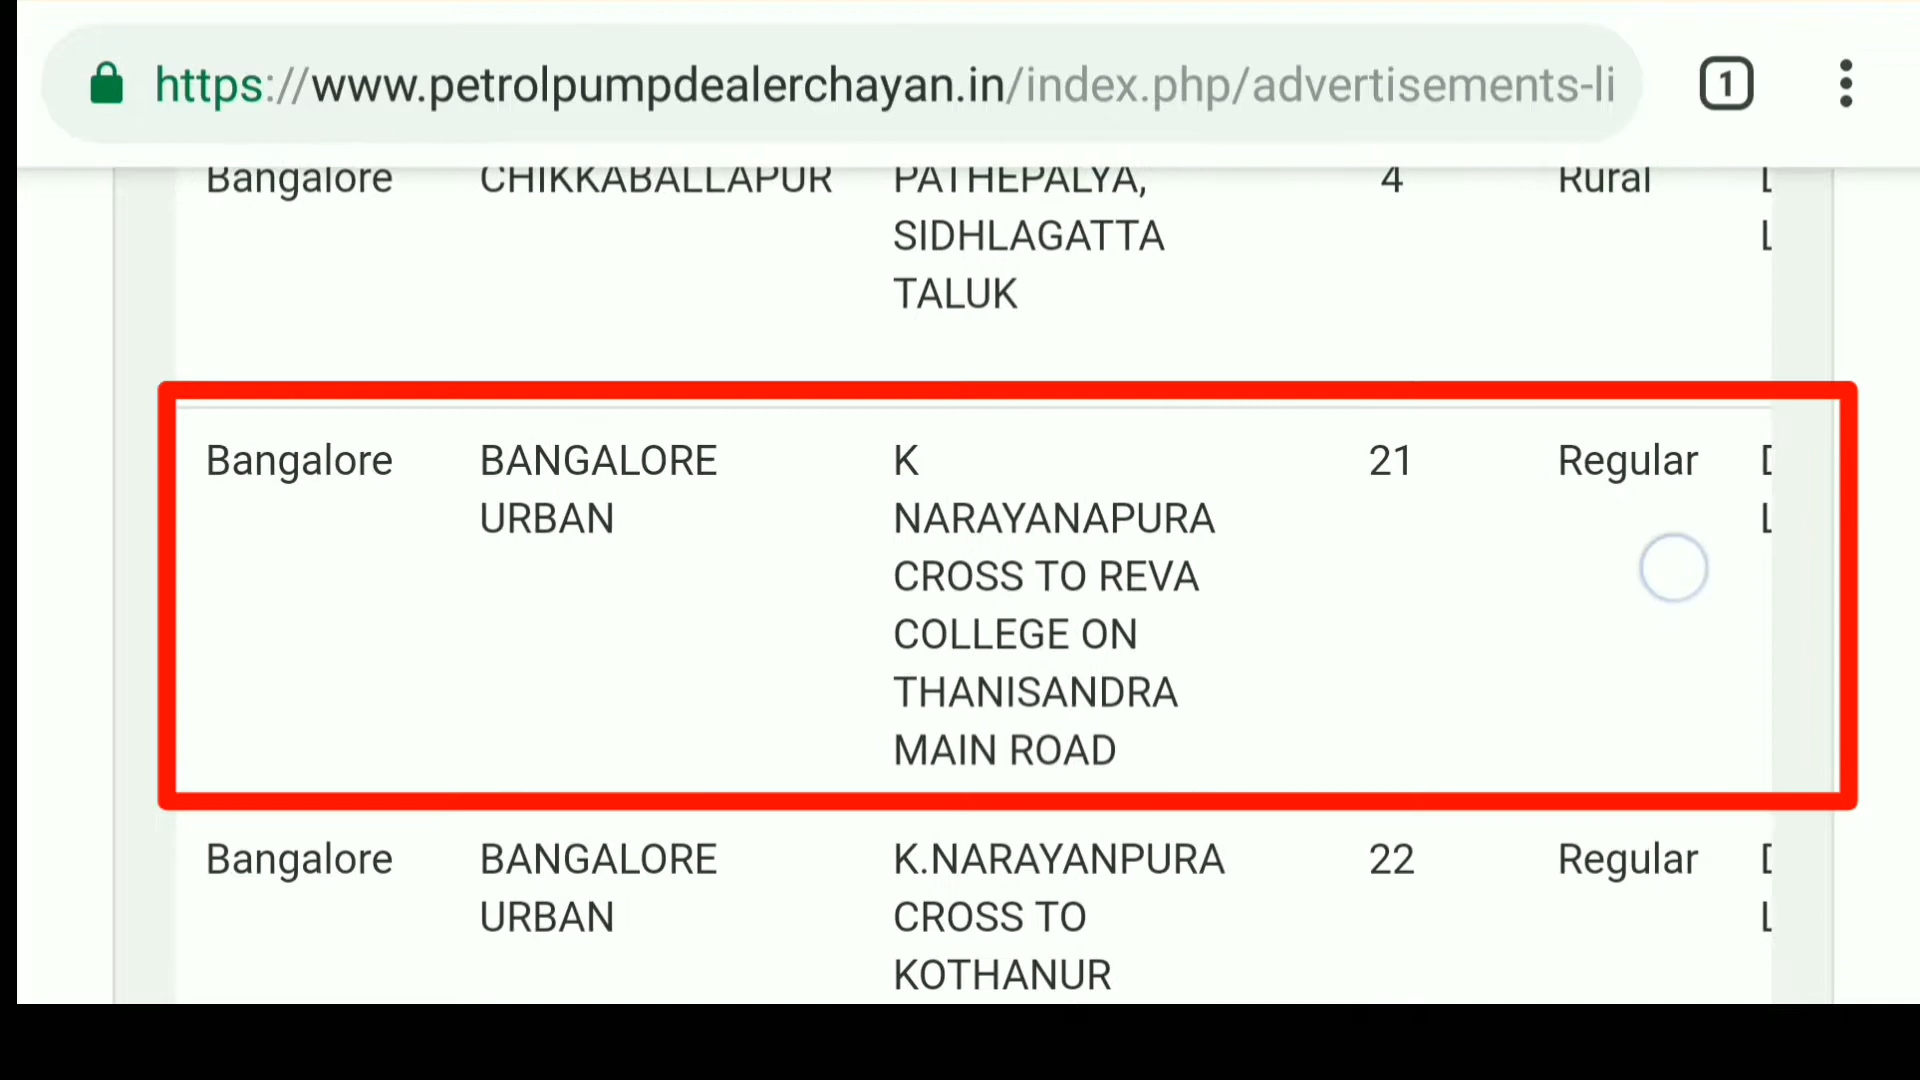 https://www.petrolpumpdealerchayan.in/index.php/advertisements-li 1
Bangalore CHIKKABALLAPUR PATHEPALYA, 4 Rural
SIDHLAGATTA
TALUK
Bangalore BANGALORE K 21 Regular
URBAN NARAYANAPURA
CROSS TO REVA
COLLEGE ON
THANISANDRA
MAIN ROAD
Bangalore BANGALORE K.NARAYANPURA 22 Regular
URBAN CROSS TO
KOTHANUR